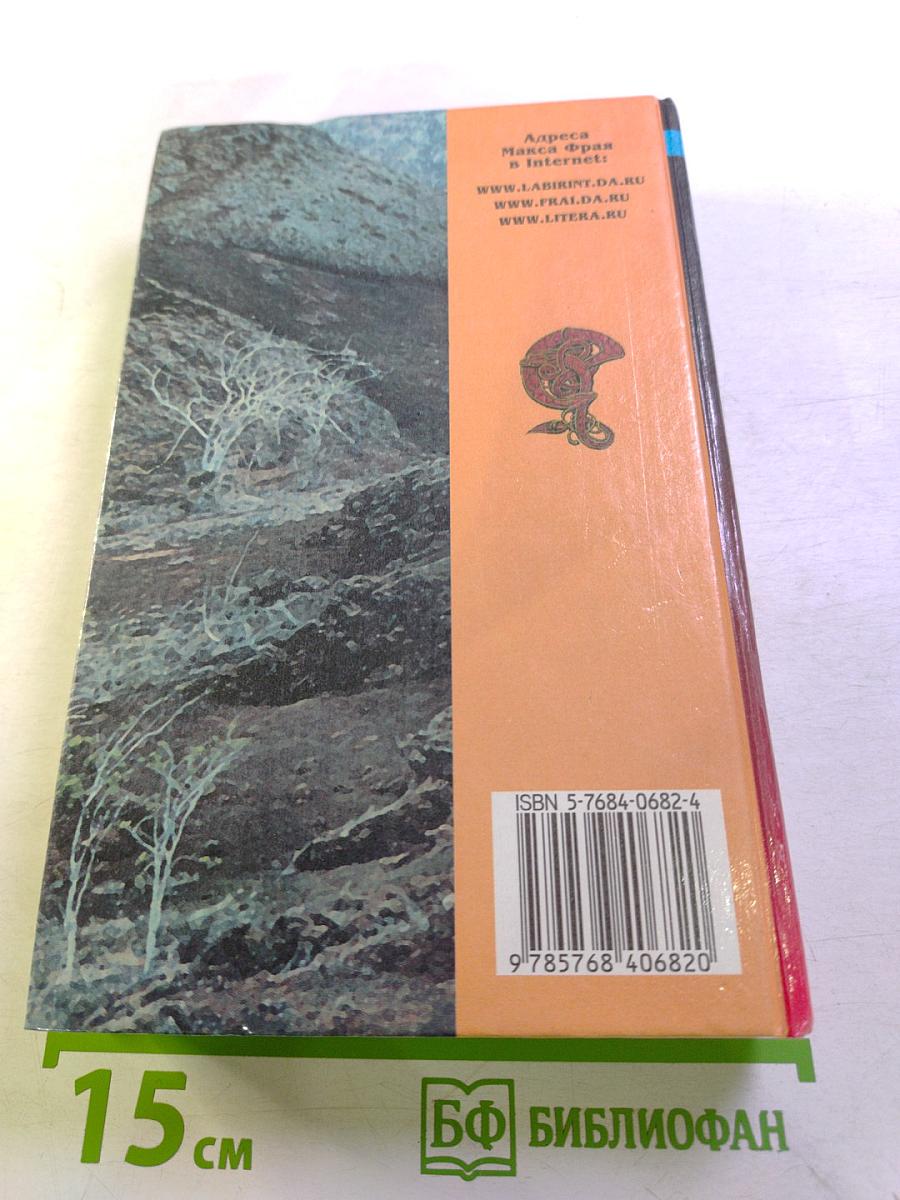 Адреса
Макса Фрая
в Internet:
WWW.LABIRINT.DA.RU
WWW.FRAI.DA.RU
WWW.LITERA.RU
ISBN 5-7684-0682-4
9 785768 406820
15 см
БФ БИБЛИОФАН